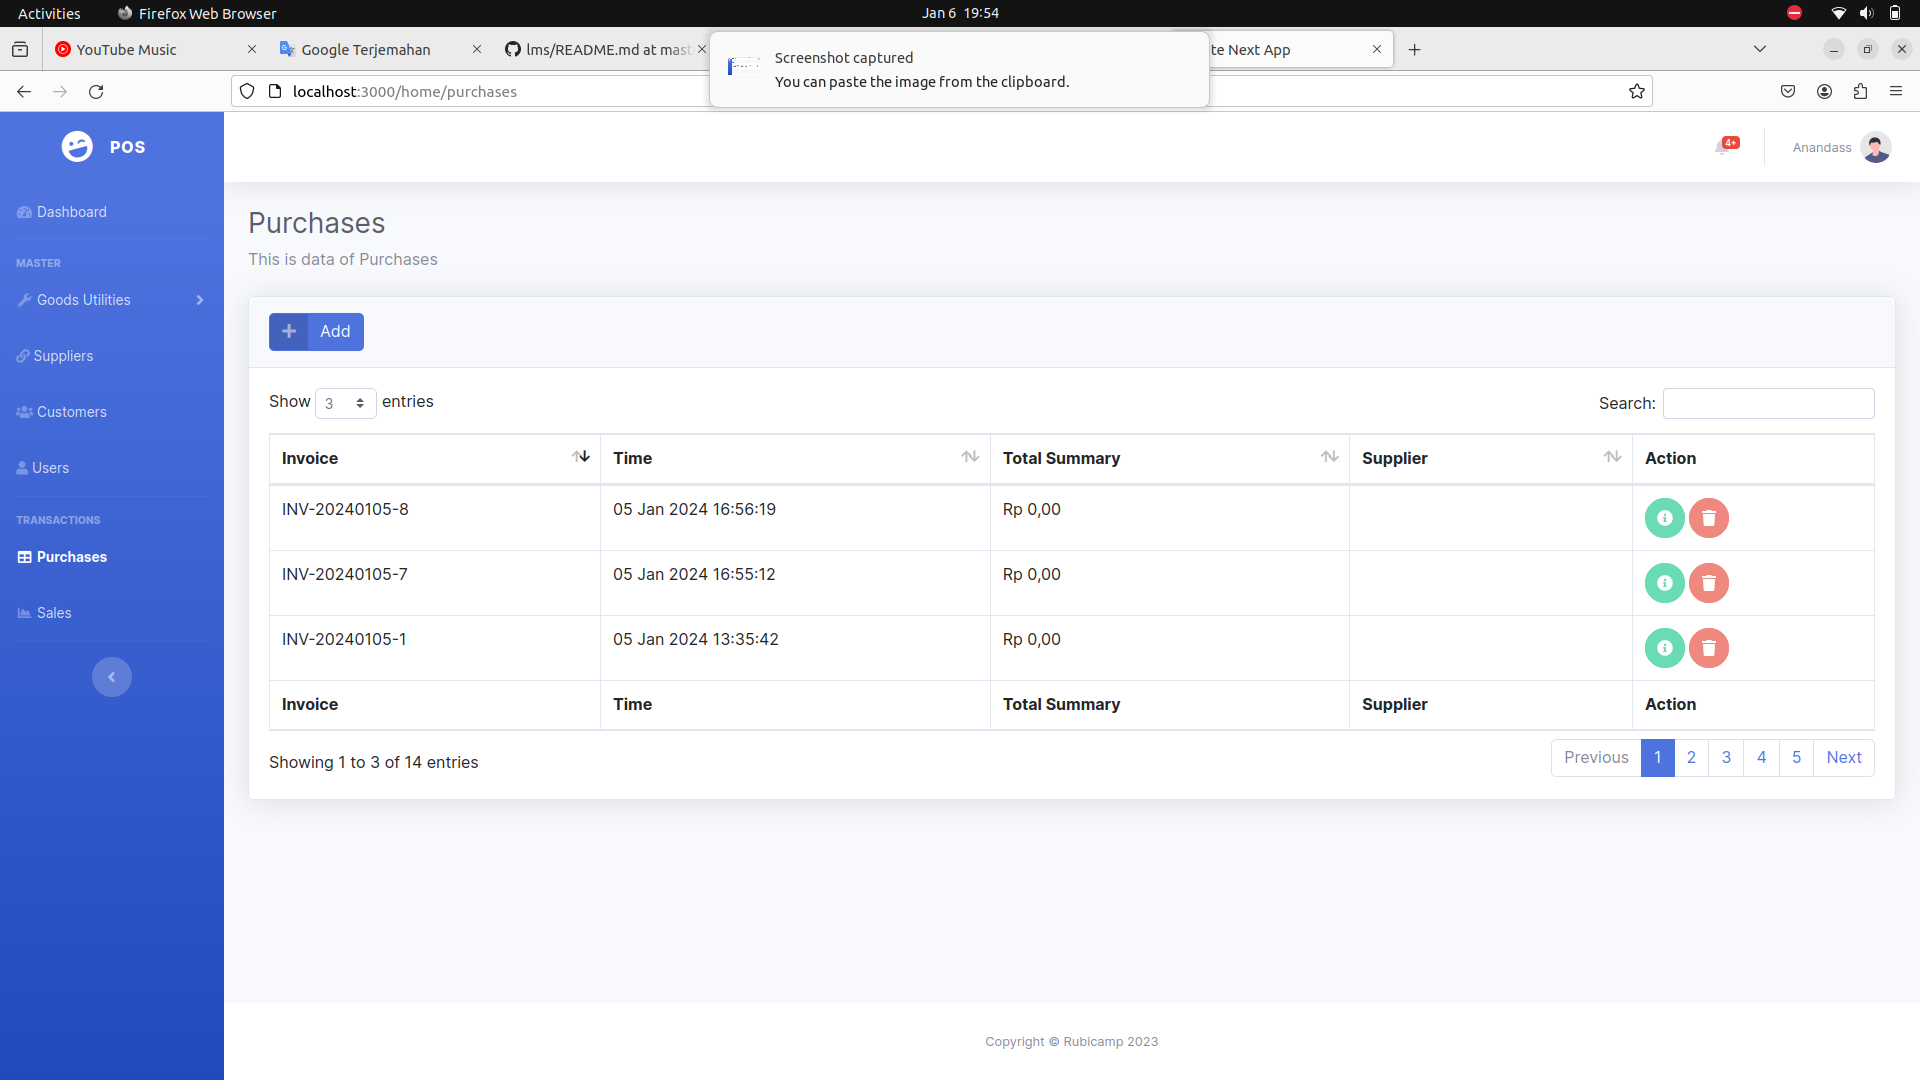 Activities
Firefox Web Browser
Jan 6 19:54
YouTube Music
Google Terjemahan
lms/README.md at mast
te Next App
Screenshot captured
You can paste the image from the clipboard.
localhost:3000/home/purchases
POS
4+
Anandass
Dashboard
MASTER
Goods Utilities
Suppliers
Customers
Users
TRANSACTIONS
Purchases
Sales
Purchases
This is data of Purchases
Add
Show 3 entries
Search:
Invoice Time Total Summary Supplier Action
INV-20240105-8 05 Jan 2024 16:56:19 Rp 0,00
INV-20240105-7 05 Jan 2024 16:55:12 Rp 0,00
INV-20240105-1 05 Jan 2024 13:35:42 Rp 0,00
Invoice Time Total Summary Supplier Action
Showing 1 to 3 of 14 entries
Previous 1 2 3 4 5 Next
Copyright © Rubicamp 2023